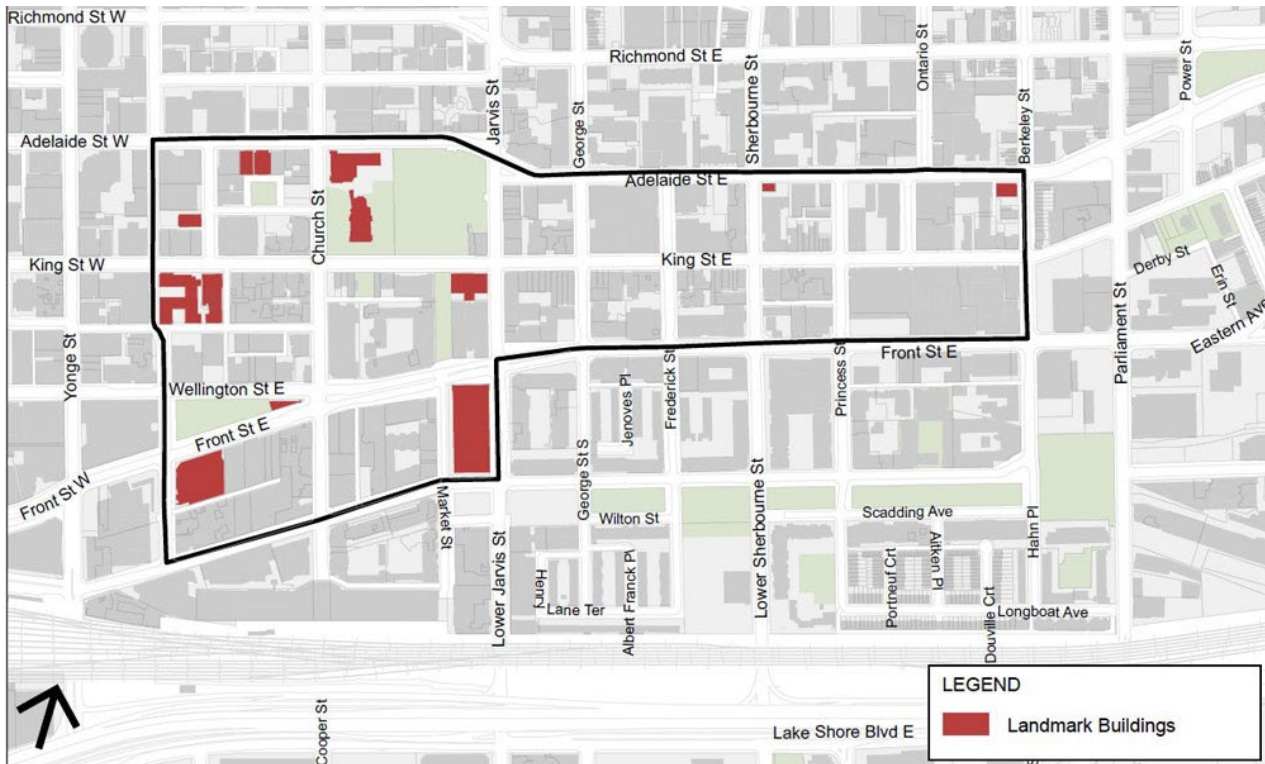 Richmond St W
Richmond St E
Jarvis St
George St
Sherbourne St
Ontario St
Berkeley St
Power St
Adelaide St W
Adelaide St E
Church St
King St W
King St E
Derby St
Erin St
Eastern Ave
Parliament St
Yonge St
Wellington St E
Front St E
Front St E
Front St W
Princess St
Frederick St
Jenoves Pl
George St S
Market St
Wilton St
Scadding Ave
Lower Jarvis St
Henry
Lane Ter
Albert Franck Pl
Lower Sherbourne St
Portneuf Crt
Aitken Pl
Hahn Pl
Douville Crt
Longboat Ave
Cooper St
Lake Shore Blvd E
LEGEND
Landmark Buildings